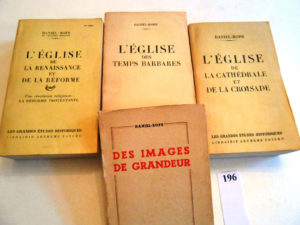 DANIEL-ROPS
L'ÉGLISE
DE
LA RENAISSANCE
ET
DE LA RÉFORME
Une révolution religieuse :
LA RÉFORME PROTESTANTE
LES GRANDES ÉTUDES HISTORIQUES
LIBRAIRIE ARTHÈME FAYARD
DANIEL-ROPS
L'ÉGLISE
DES
TEMPS BARBARES
DANIEL-ROPS
L'ÉGLISE
DE
LA CATHÉDRALE
ET
DE LA CROISADE
LES GRANDES ÉTUDES HISTORIQUES
LIBRAIRIE ARTHÈME FAYARD
DANIEL-ROPS
DES IMAGES
DE GRANDEUR
196